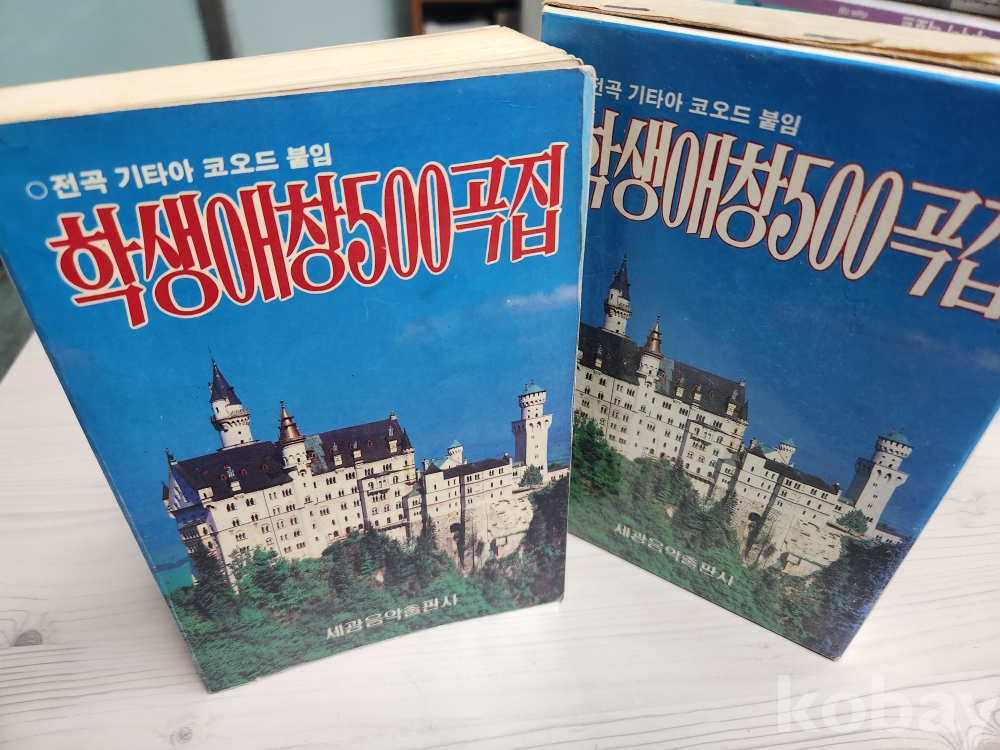 ○전곡 기타아 코오드 붙임
학생애창500곡집
세광음악출판사
전곡 기타아 코오드 붙임
학생애창500곡집
세광음악출판사
kobay